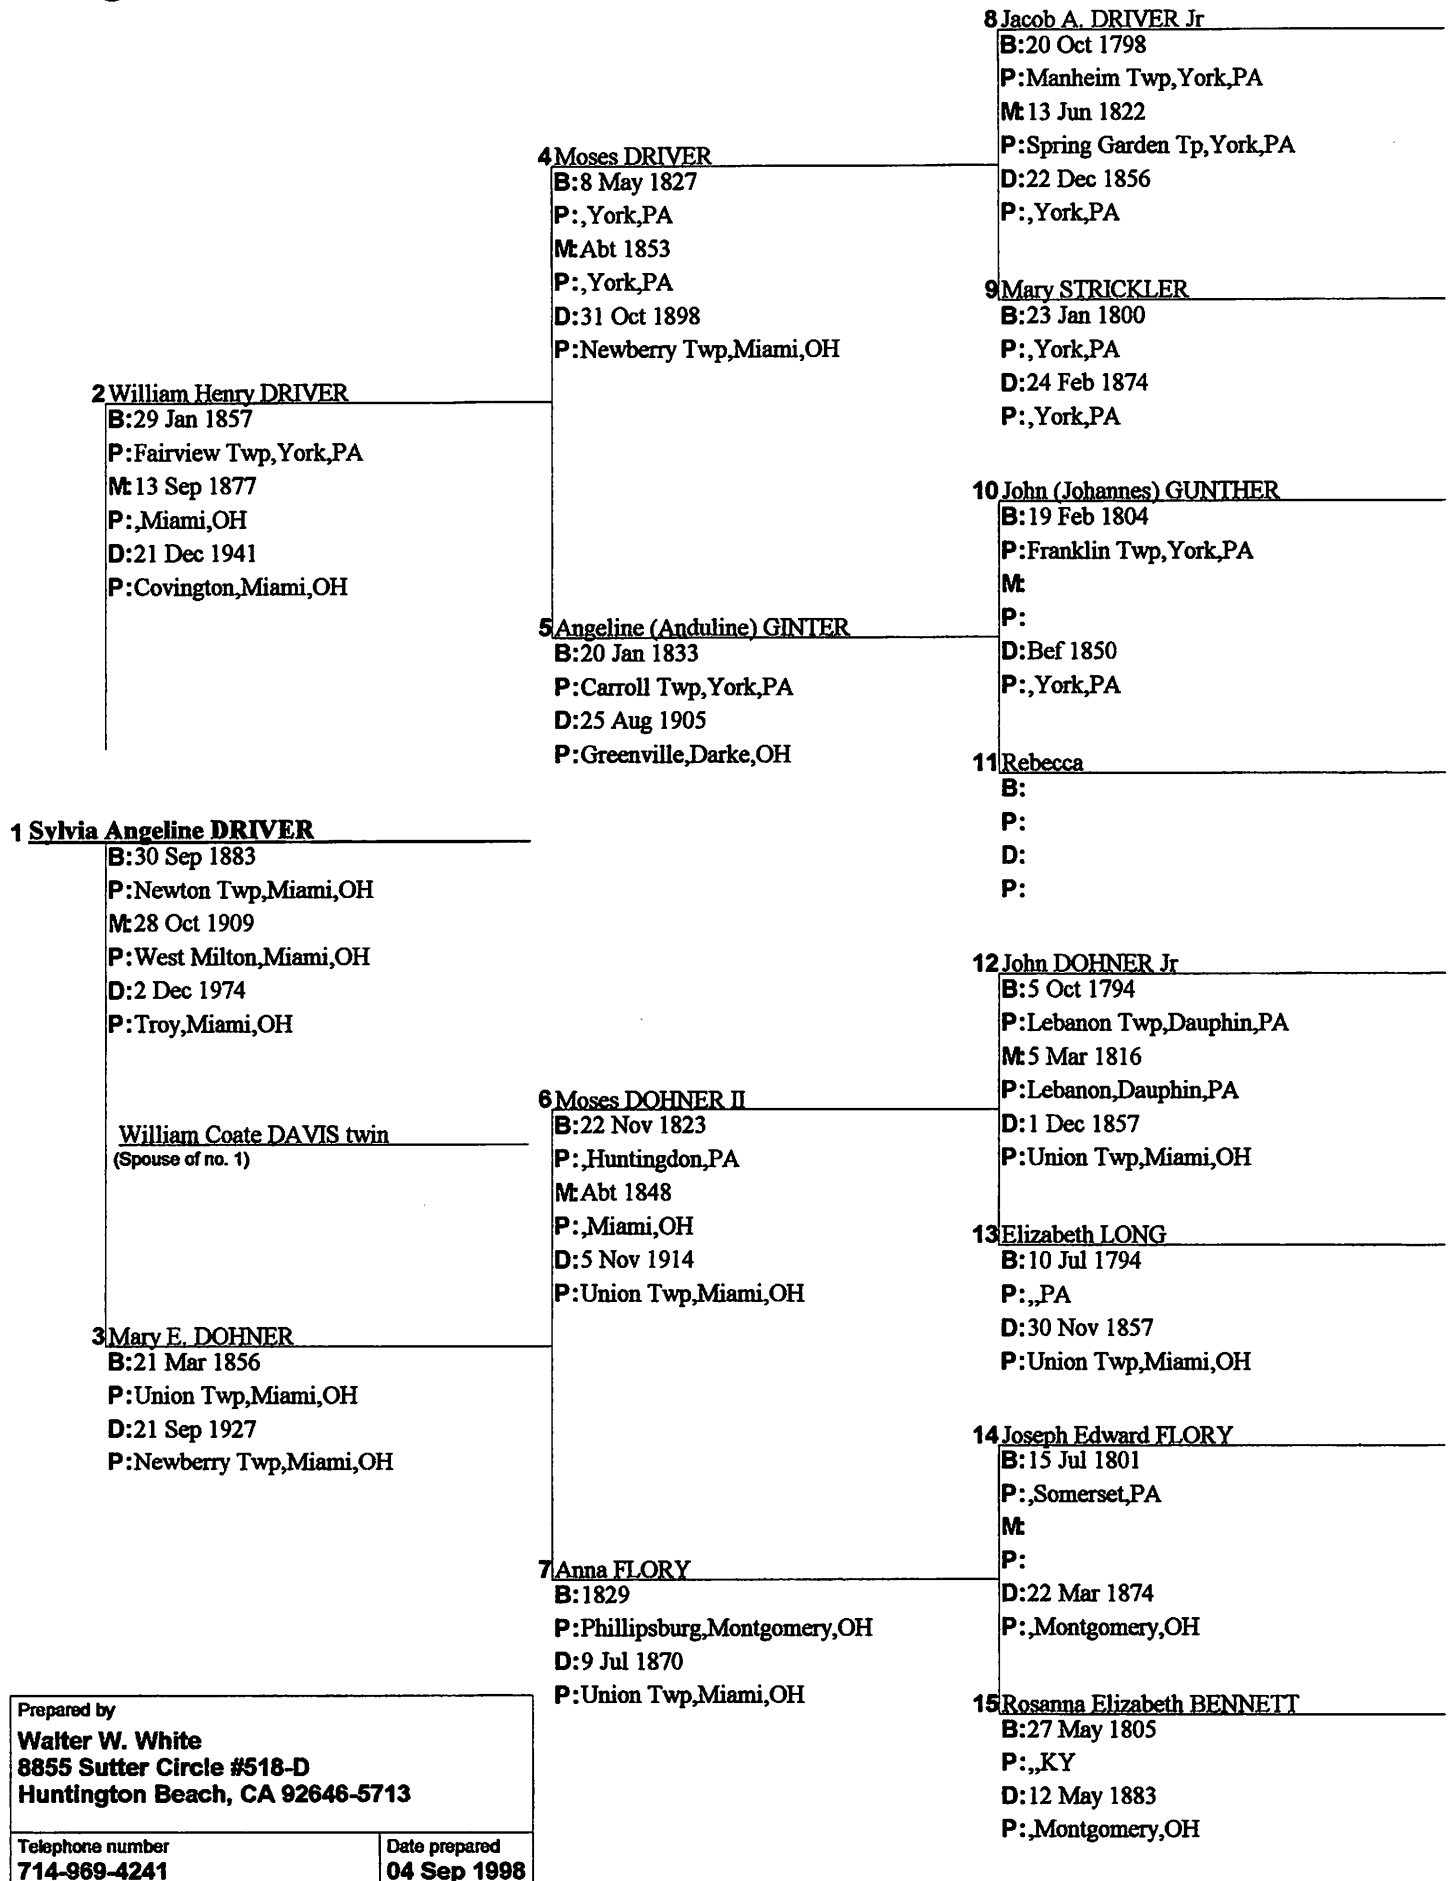 8 Jacob A. DRIVER Jr
B:20 Oct 1798
P:Manheim Twp,York,PA
M:13 Jun 1822
P:Spring Garden Tp,York,PA
D:22 Dec 1856
P:,York,PA
4 Moses DRIVER
B:8 May 1827
P:,York,PA
M:Abt 1853
P:,York,PA
D:31 Oct 1898
P:Newberry Twp,Miami,OH
9 Mary STRICKLER
B:23 Jan 1800
P:,York,PA
D:24 Feb 1874
P:,York,PA
2 William Henry DRIVER
B:29 Jan 1857
P:Fairview Twp,York,PA
M:13 Sep 1877
P:,Miami,OH
D:21 Dec 1941
P:Covington,Miami,OH
10 John (Johannes) GUNTHER
B:19 Feb 1804
P:Franklin Twp,York,PA
M:
P:
D:Bef 1850
P:,York,PA
5 Angeline (Anduline) GINTER
B:20 Jan 1833
P:Carroll Twp,York,PA
D:25 Aug 1905
P:Greenville,Darke,OH
11 Rebecca
B:
P:
D:
P:
1 Sylvia Angeline DRIVER
B:30 Sep 1883
P:Newton Twp,Miami,OH
M:28 Oct 1909
P:West Milton,Miami,OH
D:2 Dec 1974
P:Troy,Miami,OH
William Coate DAVIS twin
(Spouse of no. 1)
12 John DOHNER Jr
B:5 Oct 1794
P:Lebanon Twp,Dauphin,PA
M:5 Mar 1816
P:Lebanon,Dauphin,PA
D:1 Dec 1857
P:Union Twp,Miami,OH
6 Moses DOHNER II
B:22 Nov 1823
P:,Huntingdon,PA
M:Abt 1848
P:,Miami,OH
D:5 Nov 1914
P:Union Twp,Miami,OH
13 Elizabeth LONG
B:10 Jul 1794
P:,,PA
D:30 Nov 1857
P:Union Twp,Miami,OH
3 Mary E. DOHNER
B:21 Mar 1856
P:Union Twp,Miami,OH
D:21 Sep 1927
P:Newberry Twp,Miami,OH
14 Joseph Edward FLORY
B:15 Jul 1801
P:,Somerset,PA
M:
P:
D:22 Mar 1874
P:,Montgomery,OH
7 Anna FLORY
B:1829
P:Phillipsburg,Montgomery,OH
D:9 Jul 1870
P:Union Twp,Miami,OH
15 Rosanna Elizabeth BENNETT
B:27 May 1805
P:,,KY
D:12 May 1883
P:,Montgomery,OH
Prepared by
Walter W. White
8855 Sutter Circle #518-D
Huntington Beach, CA 92646-5713
Telephone number
714-969-4241
Date prepared
04 Sep 1998